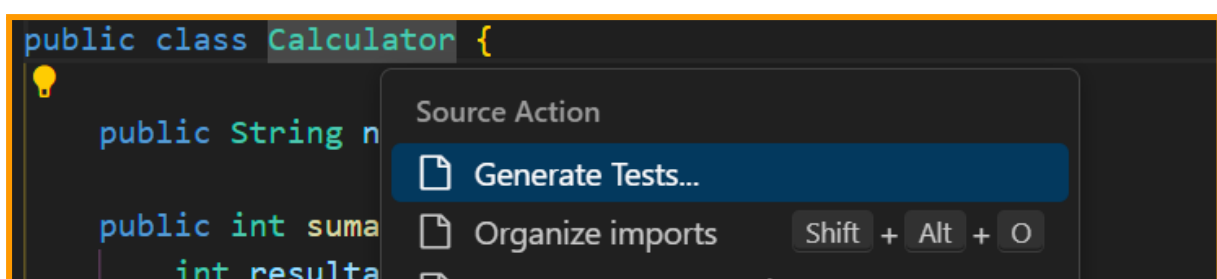 public class Calculator {
Source Action
public String n
Generate Tests...
public int suma
Organize imports Shift + Alt + O
int resulta